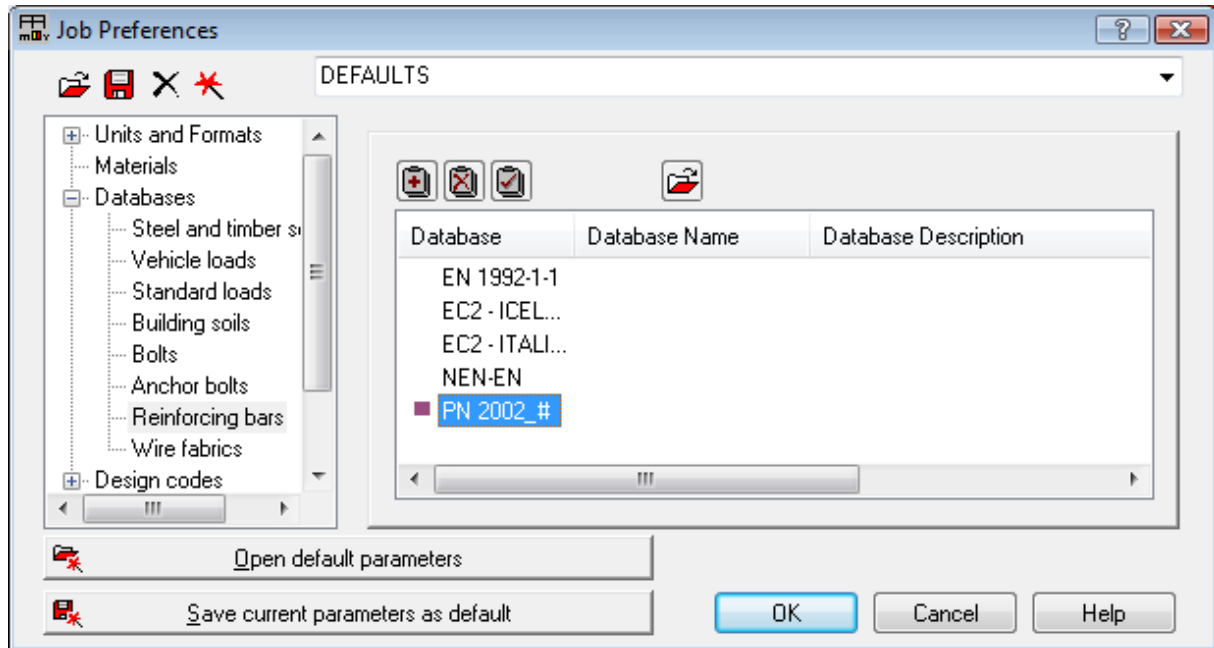 Job Preferences
DEFAULTS
Units and Formats
Materials
Databases
Steel and timber s
Vehicle loads
Standard loads
Building soils
Bolts
Anchor bolts
Reinforcing bars
Wire fabrics
Design codes
Database Database Name Database Description
EN 1992-1-1
EC2 - ICEL...
EC2 - ITALI...
NEN-EN
PN 2002_#
Open default parameters
Save current parameters as default
OK Cancel Help